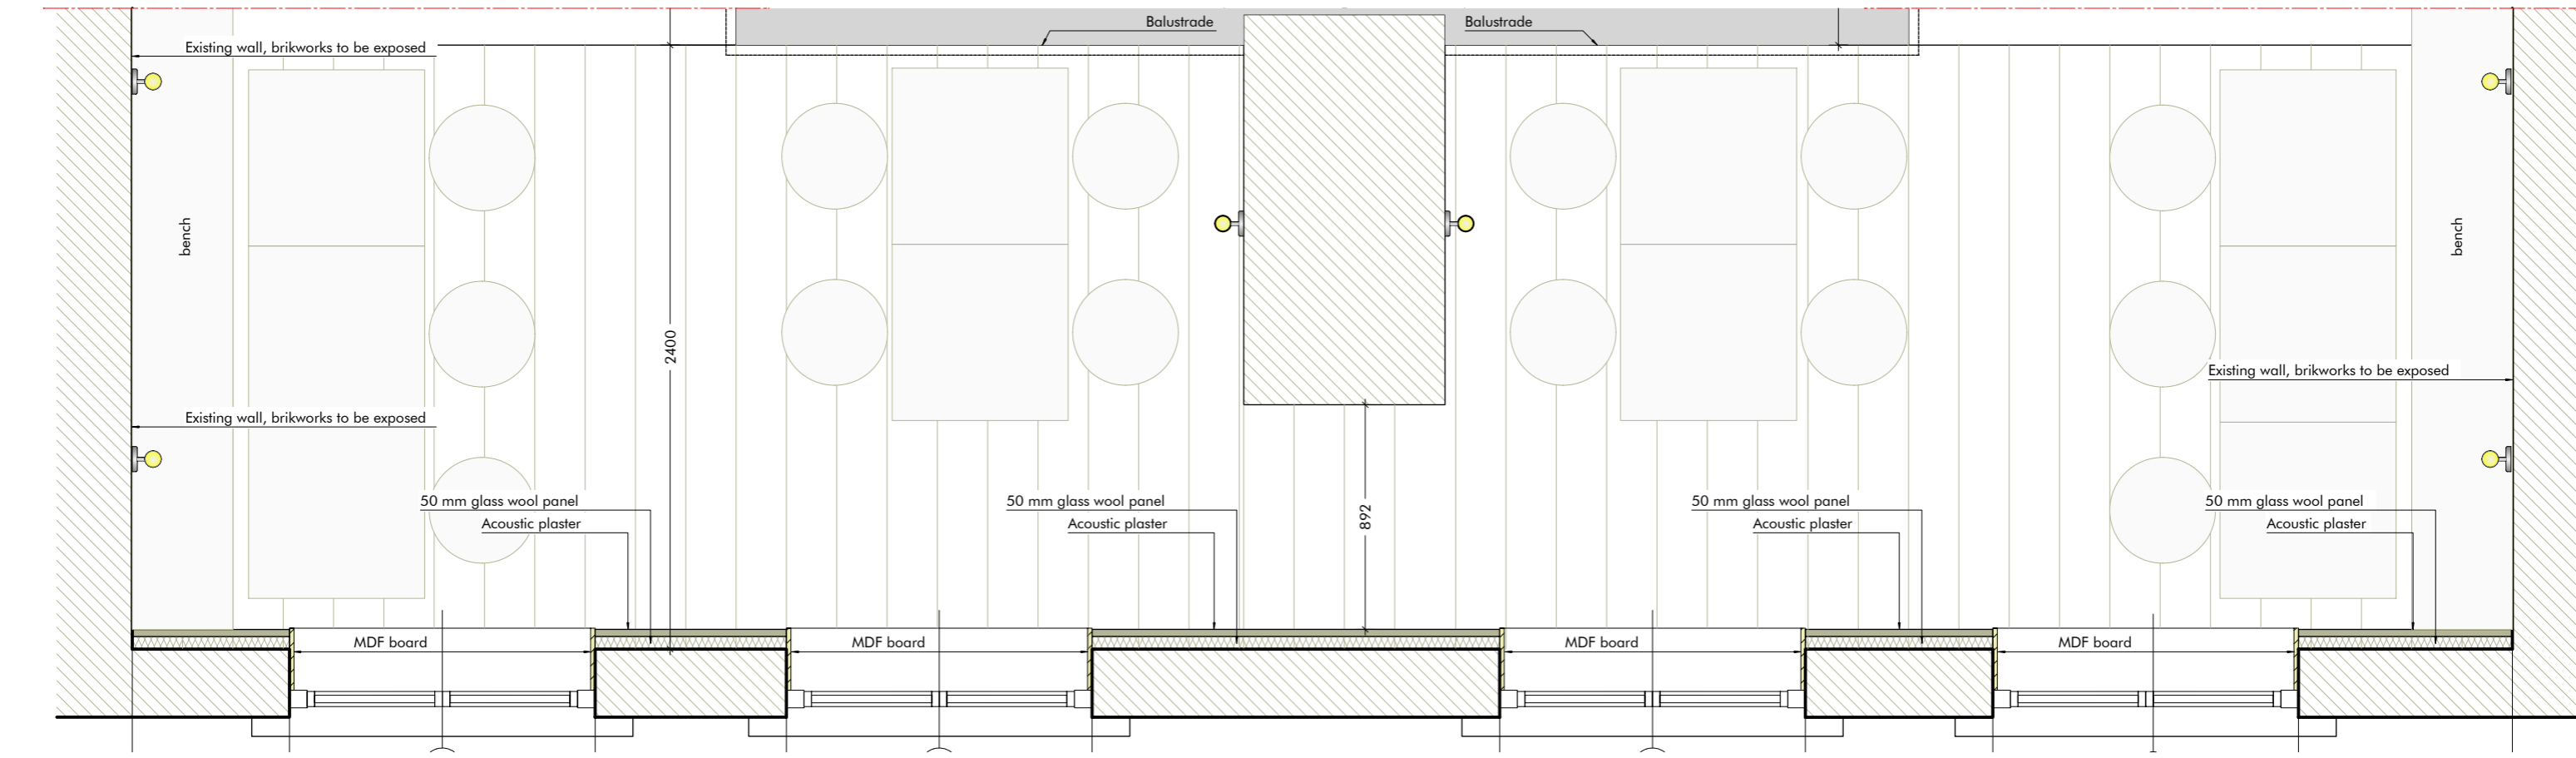 Balustrade
Balustrade
Existing wall, brikworks to be exposed
bench
bench
2400
Existing wall, brikworks to be exposed
Existing wall, brikworks to be exposed
50 mm glass wool panel
50 mm glass wool panel
50 mm glass wool panel
50 mm glass wool panel
892
Acoustic plaster
Acoustic plaster
Acoustic plaster
Acoustic plaster
MDF board
MDF board
MDF board
MDF board